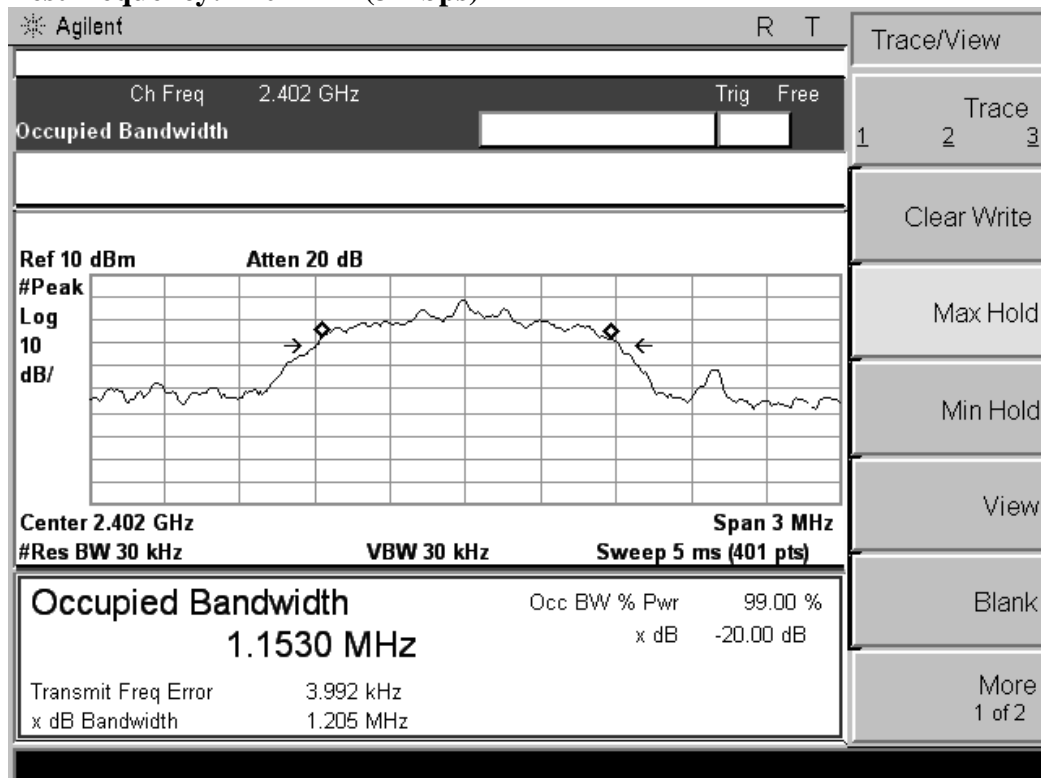 Agilent R T
Trace/View
Ch Freq 2.402 GHz Trig Free
Occupied Bandwidth
Trace
1 2 3
Clear Write
Ref 10 dBm Atten 20 dB
#Peak
Log
10
dB/
Max Hold
Min Hold
View
Center 2.402 GHz Span 3 MHz
#Res BW 30 kHz VBW 30 kHz Sweep 5 ms (401 pts)
Occupied Bandwidth
1.1530 MHz
Occ BW % Pwr 99.00 %
x dB -20.00 dB
Transmit Freq Error 3.992 kHz
x dB Bandwidth 1.205 MHz
Blank
More
1 of 2